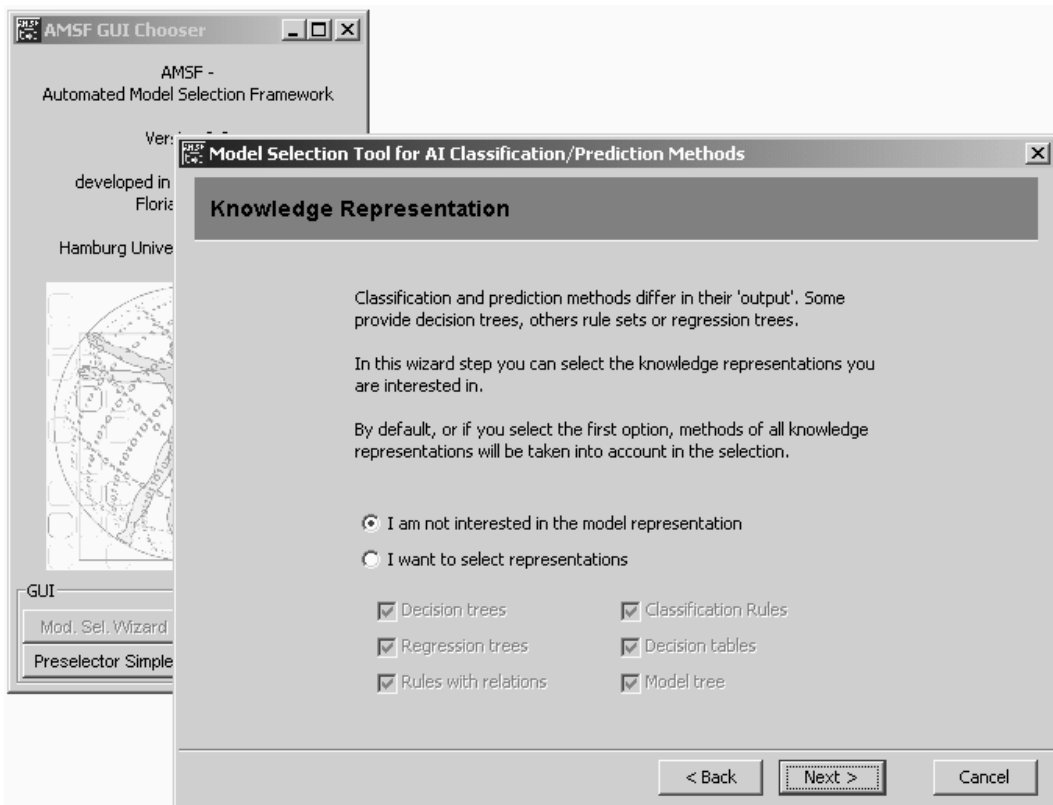 AMSF GUI Chooser
AMSF -
Automated Model Selection Framework
developed in
Hamburg Unive
GUI
Mod. Sel. Wizard
Preselector Simple
Model Selection Tool for AI Classification/Prediction Methods
Knowledge Representation
Classification and prediction methods differ in their 'output'. Some
provide decision trees, others rule sets or regression trees.
In this wizard step you can select the knowledge representations you
are interested in.
By default, or if you select the first option, methods of all knowledge
representations will be taken into account in the selection.
I am not interested in the model representation
I want to select representations
Decision trees Classification Rules
Regression trees Decision tables
Rules with relations Model tree
< Back Next > Cancel